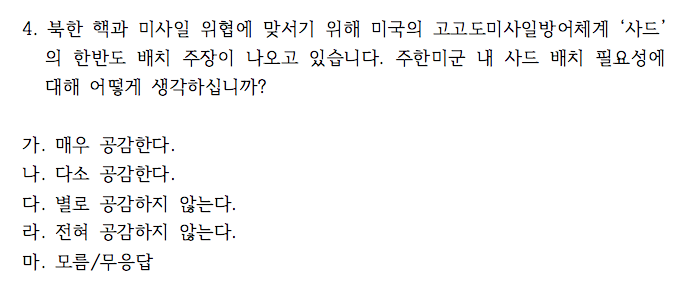 4. 북한 핵과 미사일 위협에 맞서기 위해 미국의 고고도미사일방어체계 ‘사드’
의 한반도 배치 주장이 나오고 있습니다. 주한미군 내 사드 배치 필요성에
대해 어떻게 생각하십니까?
가. 매우 공감한다.
나. 다소 공감한다.
다. 별로 공감하지 않는다.
라. 전혀 공감하지 않는다.
마. 모름/무응답